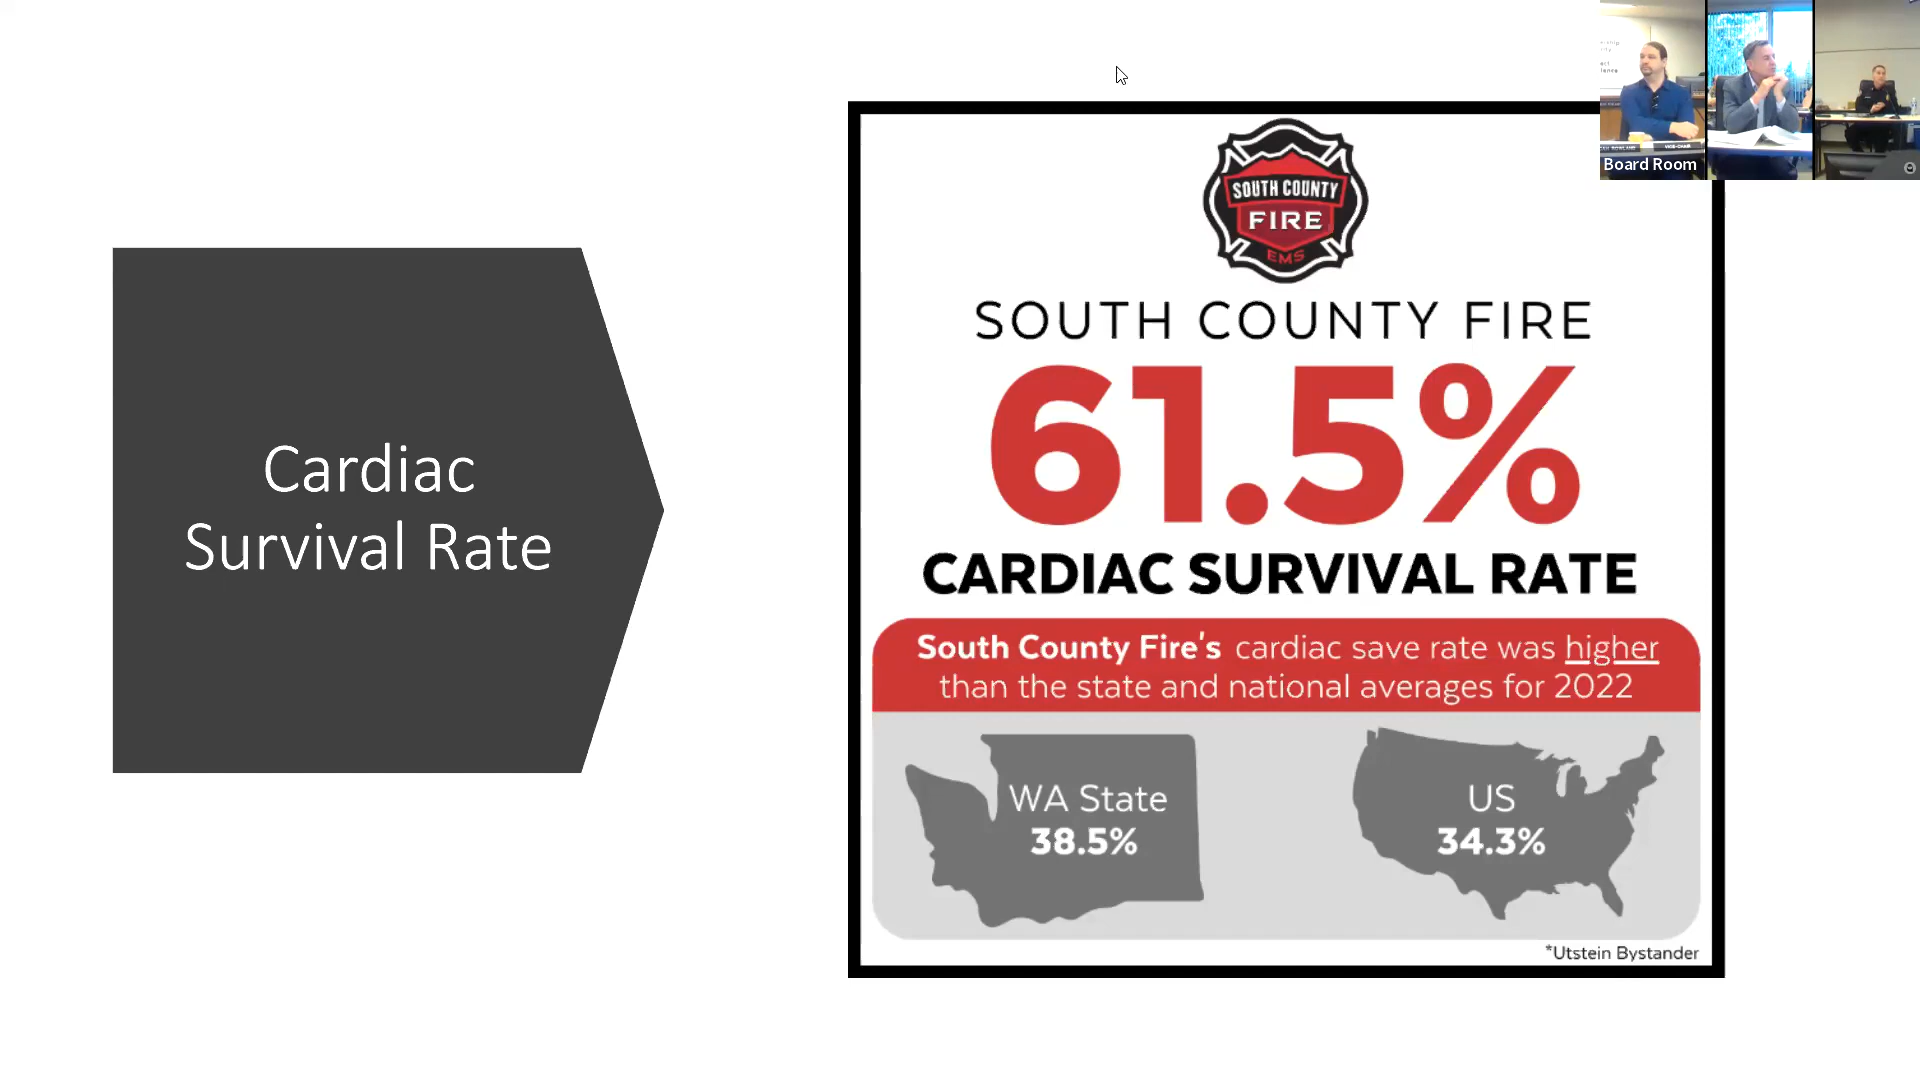 Cardiac
Survival Rate
SOUTH COUNTY
FIRE
EMS
SOUTH COUNTY FIRE
61.5%
CARDIAC SURVIVAL RATE
South County Fire's cardiac save rate was higher
than the state and national averages for 2022
WA State
38.5%
US
34.3%
*Utstein Bystander
Board Room
VICE-CHAIR